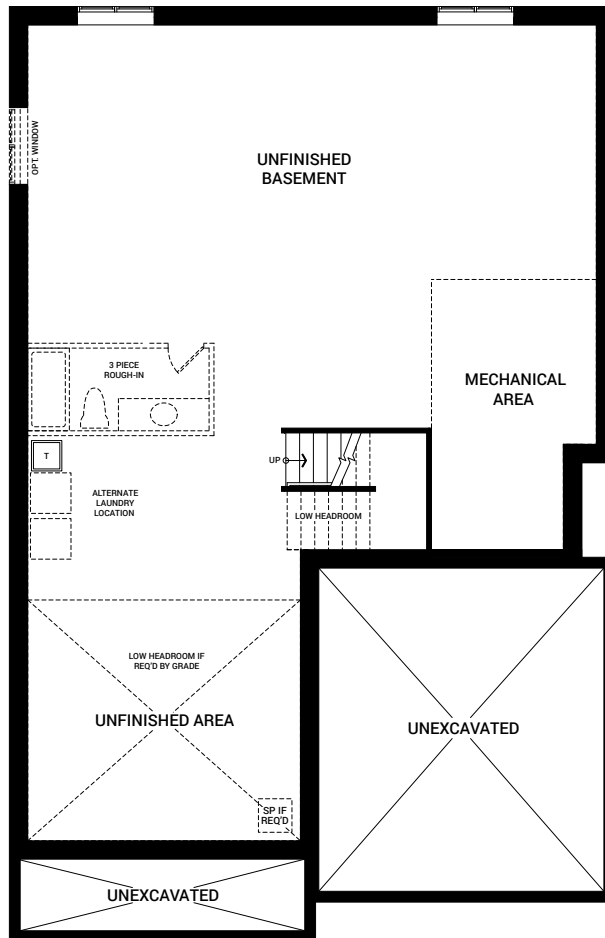 OPT. WINDOW
UNFINISHED
BASEMENT
3 PIECE
ROUGH-IN
MECHANICAL
AREA
T
UP
ALTERNATE
LAUNDRY
LOCATION
LOW HEADROOM
LOW HEADROOM IF
REQ'D BY GRADE
UNFINISHED AREA
UNEXCAVATED
SP IF
REQ'D
UNEXCAVATED